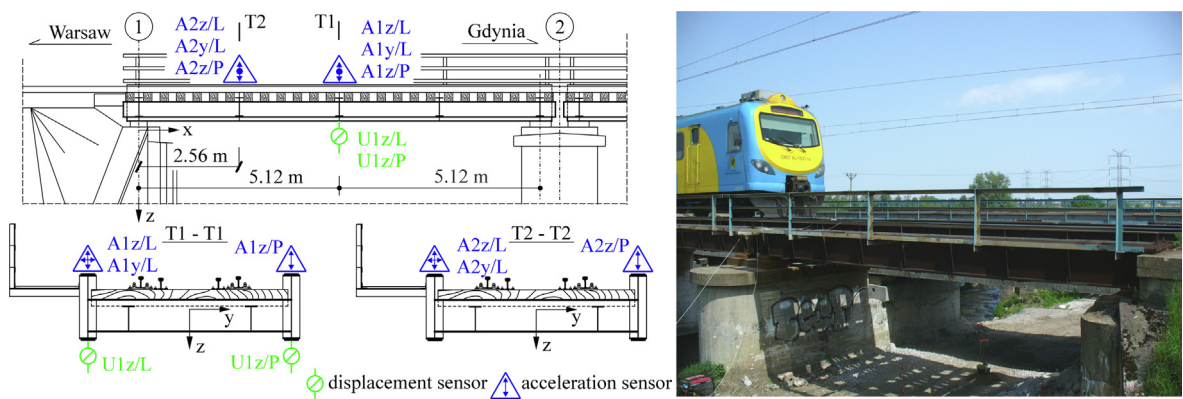 Warsaw
1
A2z/L
A2y/L
A2z/P
T2
T1
A1z/L
A1y/L
A1z/P
Gdynia
2
x
U1z/L
U1z/P
2.56 m
5.12 m
5.12 m
z
A1z/L
A1y/L
T1 - T1
A1z/P
y
z
U1z/L
U1z/P
A2z/L
A2y/L
T2 - T2
A2z/P
y
z
displacement sensor
acceleration sensor